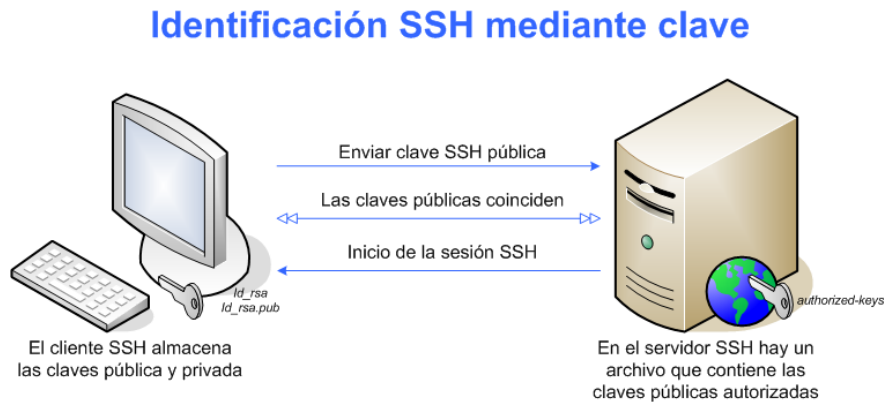 Identificación SSH mediante clave
Enviar clave SSH pública
Las claves públicas coinciden
Inicio de la sesión SSH
Id_rsa
Id_rsa.pub
authorized-keys
El cliente SSH almacena
las claves pública y privada
En el servidor SSH hay un
archivo que contiene las
claves públicas autorizadas